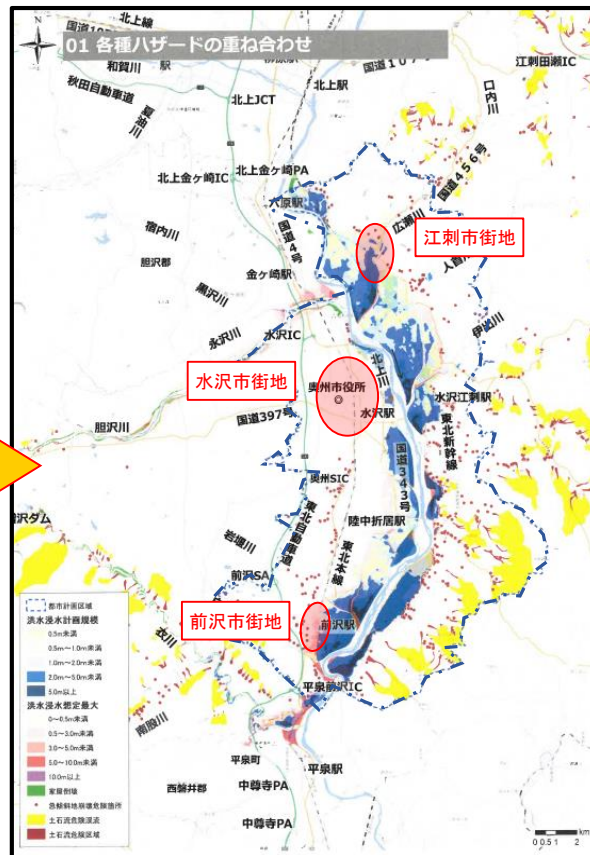 01 各種ハザードの重ね合わせ
北上線
和賀川
駅
国道107号
江刺田瀬IC
秋田自動車道
夏油川
北上JCT
北上駅
口内川
北上金ヶ崎IC
北上金ヶ崎PA
国道456号
六原駅
広瀬川
江刺市街地
宿内川
国道4号
胆沢郡
金ヶ崎駅
人首川
黒沢川
永沢川
水沢IC
伊手川
水沢市街地
北上川
奥州市役所
水沢江刺駅
水沢駅
国道397号
胆沢川
東北新幹線
国道343号
奥州SIC
陸中折居駅
東北自動車道
岩堰川
東北本線
前沢SA
前沢市街地
前沢駅
衣川
平泉前沢IC
南股川
平泉町
平泉駅
西磐井郡
中尊寺PA
中尊寺PA
都市計画区域
洪水浸水計画規模
0.5m未満
0.5m~1.0m未満
1.0m~2.0m未満
2.0m~5.0m未満
5.0m以上
洪水浸水想定最大
0~0.5m未満
0.5~3.0m未満
3.0~5.0m未満
5.0~10.0m未満
10.0m以上
家屋倒壊
急傾斜地崩壊危険箇所
土石流危険渓流
土石流危険区域
0 0.5 1 2 km